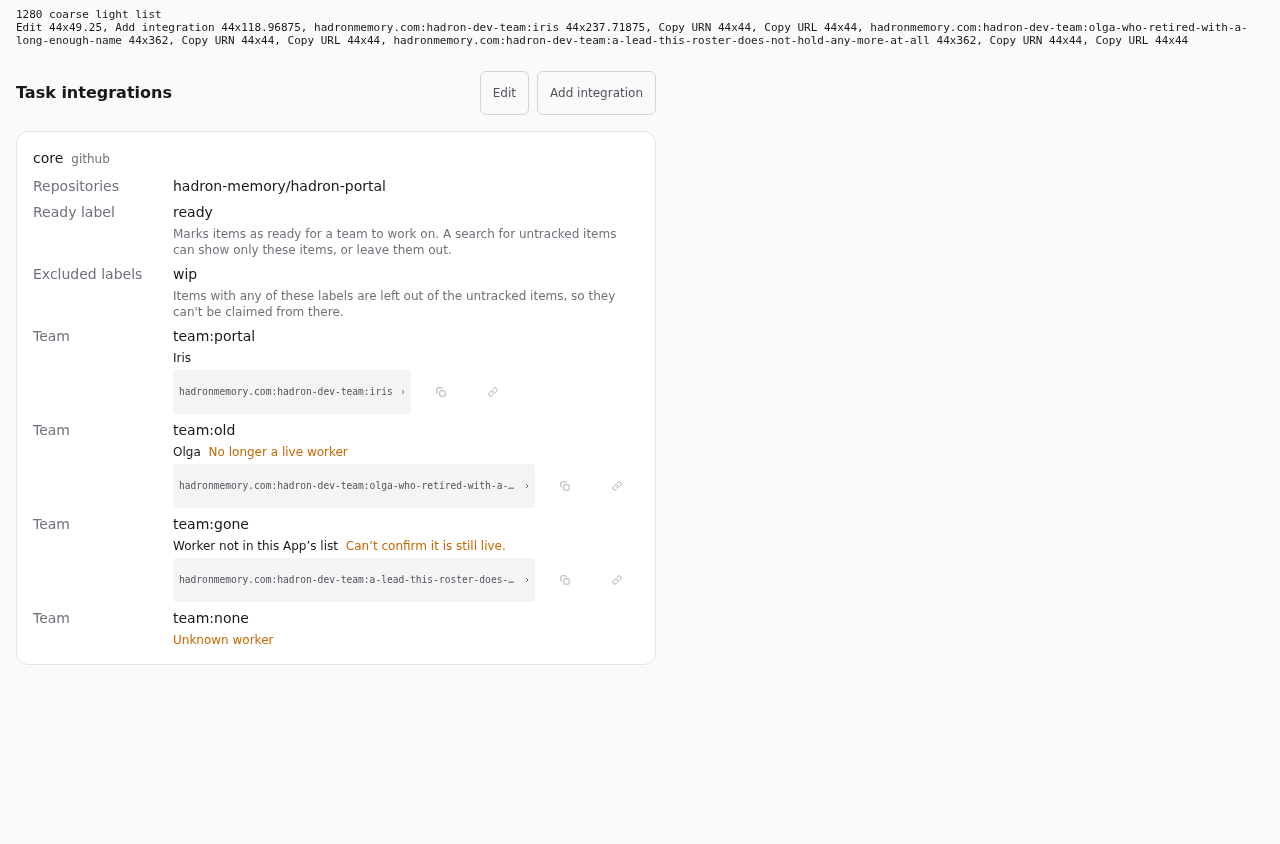 1280 coarse light list
Edit 44x49.25, Add integration 44x118.96875, hadronmemory.com:hadron-dev-team:iris 44x237.71875, Copy URN 44x44, Copy URL 44x44, hadronmemory.com:hadron-dev-team:olga-who-retired-with-a-
long-enough-name 44x362, Copy URN 44x44, Copy URL 44x44, hadronmemory.com:hadron-dev-team:a-lead-this-roster-does-not-hold-any-more-at-all 44x362, Copy URN 44x44, Copy URL 44x44
Task integrations
Edit
Add integration
core github
Repositories hadron-memory/hadron-portal
Ready label ready
Marks items as ready for a team to work on. A search for untracked items
can show only these items, or leave them out.
Excluded labels wip
Items with any of these labels are left out of the untracked items, so they
can't be claimed from there.
Team team:portal
Iris
hadronmemory.com:hadron-dev-team:iris ›
Team team:old
Olga No longer a live worker
hadronmemory.com:hadron-dev-team:olga-who-retired-with-a-… ›
Team team:gone
Worker not in this App’s list Can’t confirm it is still live.
hadronmemory.com:hadron-dev-team:a-lead-this-roster-does-… ›
Team team:none
Unknown worker